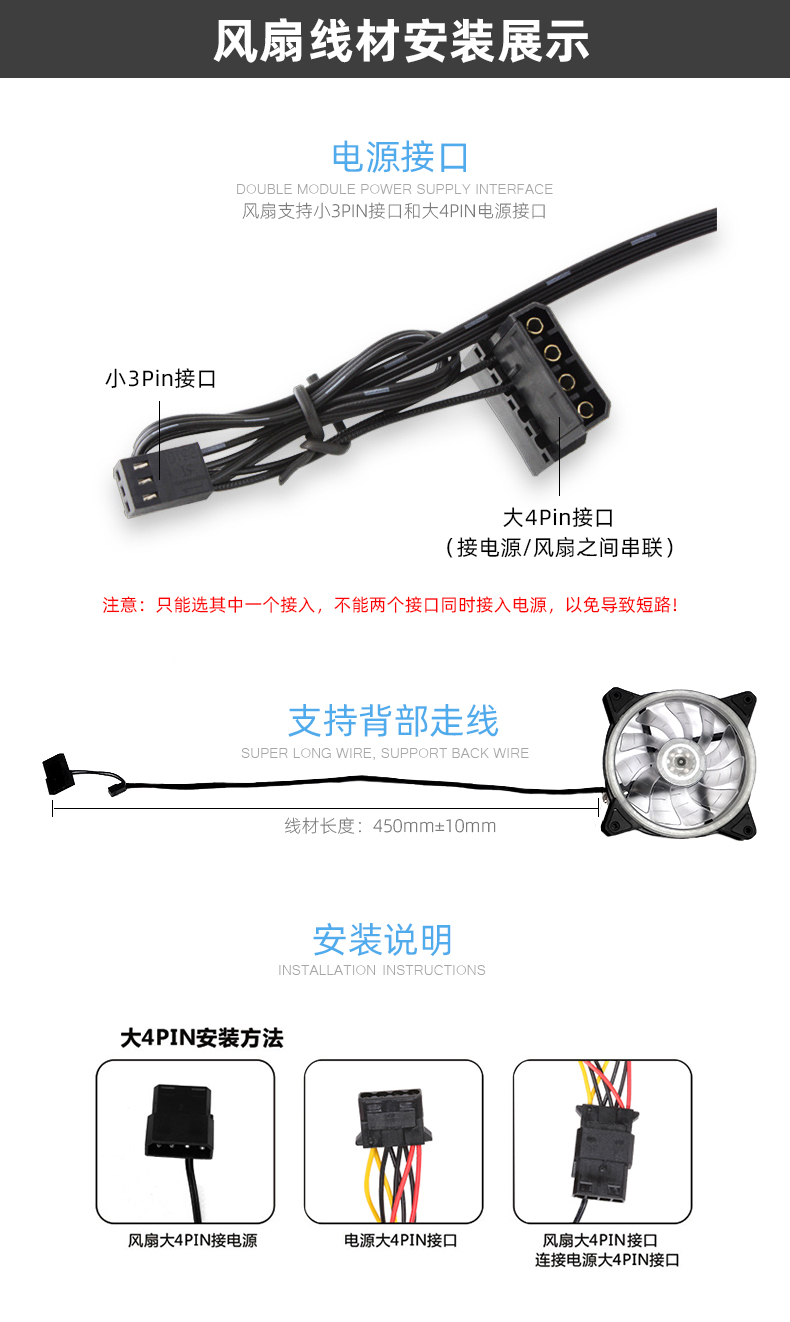 风扇线材安装展示
电源接口
DOUBLE MODULE POWER SUPPLY INTERFACE
风扇支持小3PIN接口和大4PIN电源接口
小3Pin接口
大4Pin接口
（接电源/风扇之间串联）
注意：只能选其中一个接入，不能两个接口同时接入电源，以免导致短路!
支持背部走线
SUPER LONG WIRE, SUPPORT BACK WIRE
线材长度：450mm±10mm
安装说明
INSTALLATION INSTRUCTIONS
大4PIN安装方法
风扇大4PIN接电源
电源大4PIN接口
风扇大4PIN接口
连接电源大4PIN接口